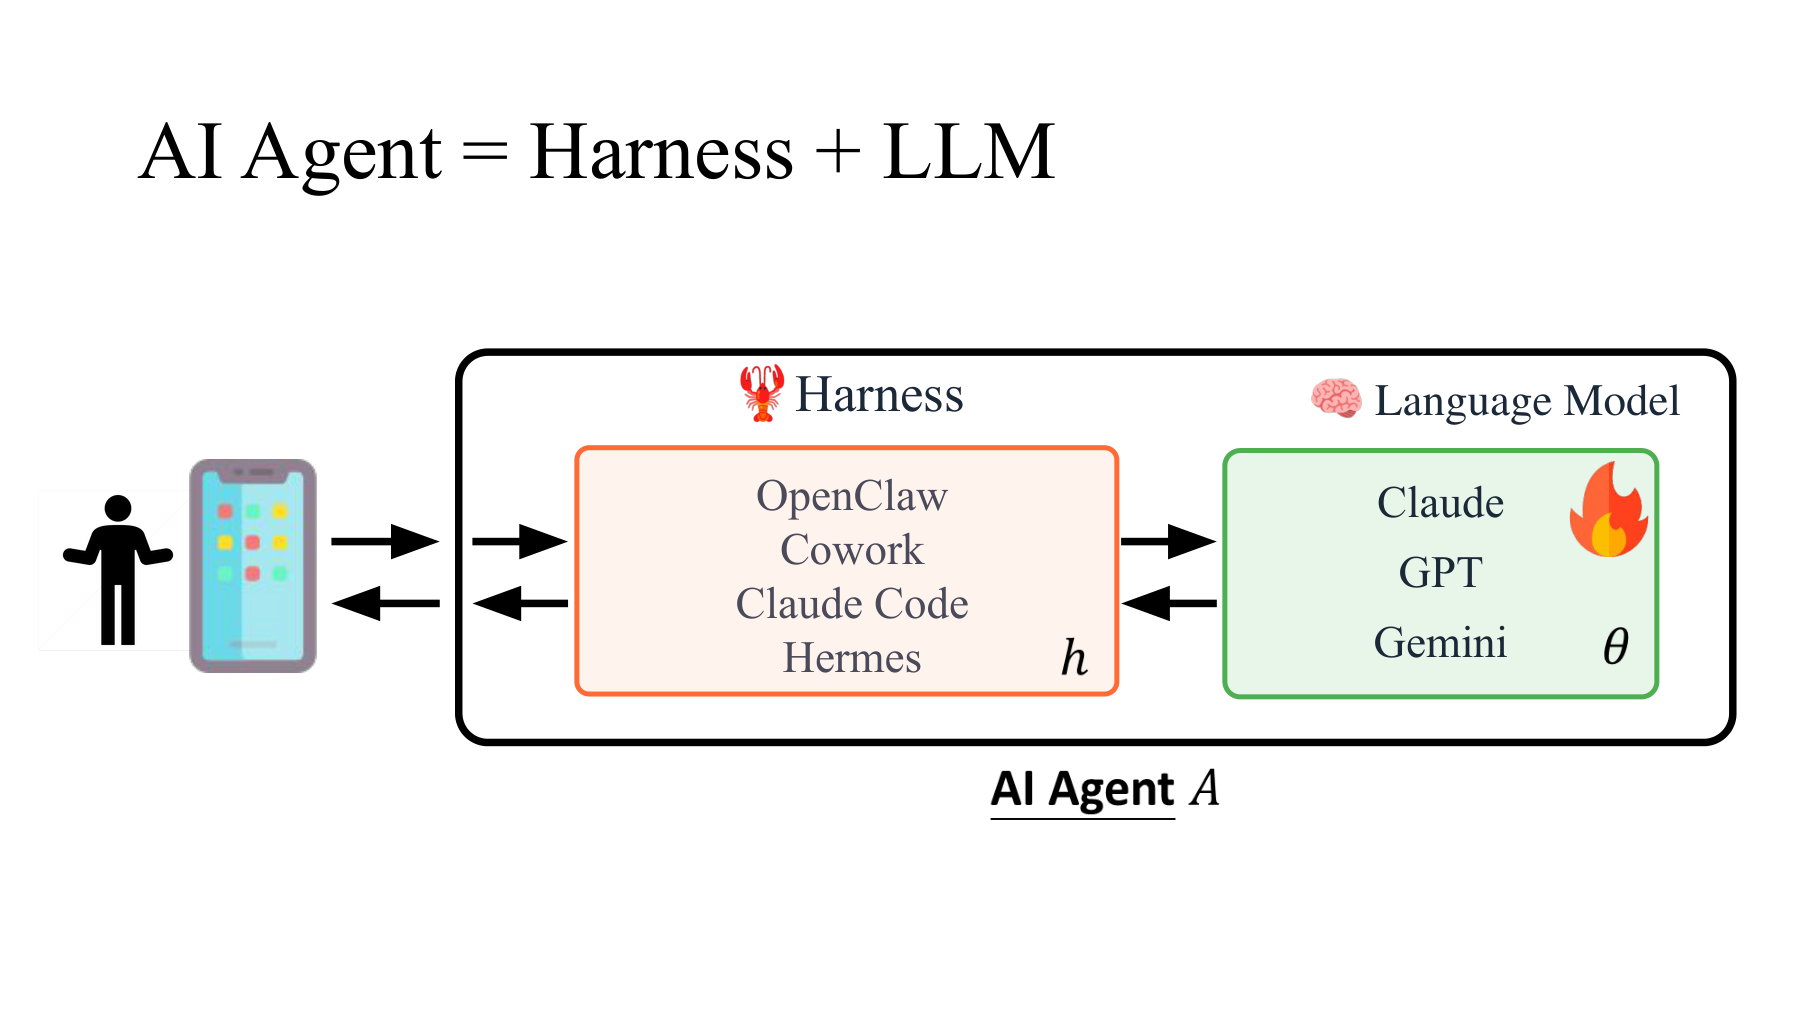 AI Agent = Harness + LLM
Harness
Language Model
OpenClaw
Cowork
Claude Code
Hermes
h
Claude
GPT
Gemini
θ
AI Agent A